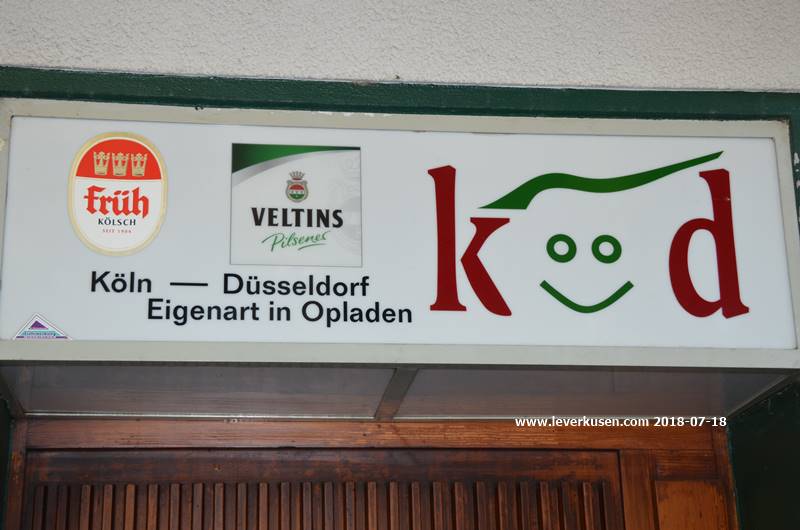 früh
KÖLSCH
SEIT 1904
VELTINS
Pilsener
k d
Köln — Düsseldorf
Eigenart in Opladen
www.leverkusen.com 2018-07-18